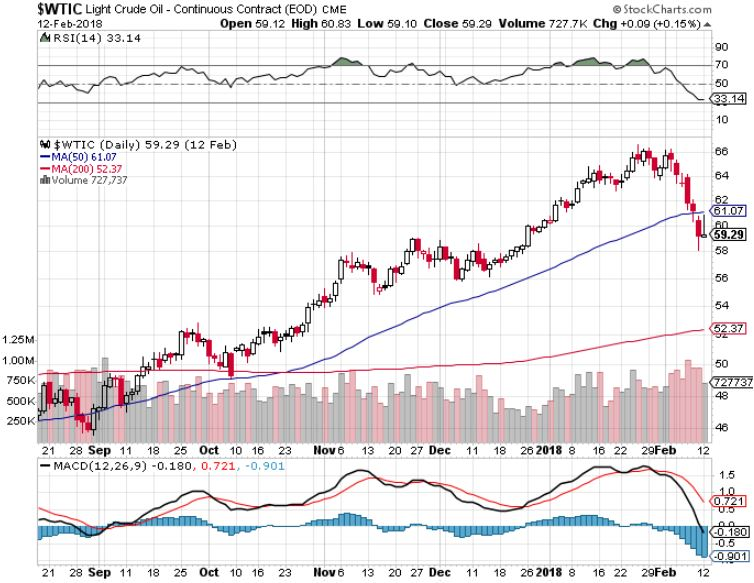 $WTIC Light Crude Oil - Continuous Contract (EOD) CME © StockCharts.com
12-Feb-2018 Open 59.12 High 60.83 Low 59.10 Close 59.29 Volume 727.7K Chg +0.09 (+0.15%)
RSI(14) 33.14
90
70
50
33.14
10
$WTIC (Daily) 59.29 (12 Feb)
MA(50) 61.07
MA(200) 52.37
Volume 727,737
66
64
62
61.07
60
59.29
58
56
54
52.37
50
48
46
727737
1.25M
1.00M
750K
500K
250K
21 28 Sep 11 18 25 Oct 9 16 23 Nov 6 13 20 27 Dec 11 18 26 2018 8 16 22 29 Feb 12
MACD(12,26,9) -0.180, 0.721, -0.901
1.5
1.0
0.721
0.0
-0.180
-0.5
-0.901
21 28 Sep 11 18 25 Oct 9 16 23 Nov 6 13 20 27 Dec 11 18 26 2018 8 16 22 29 Feb 12